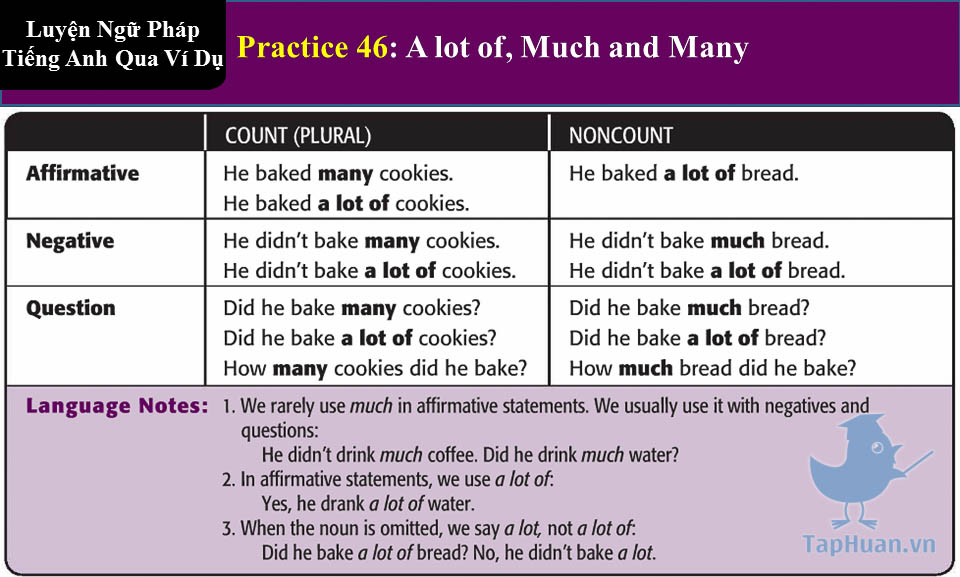 Luyện Ngữ Pháp
Tiếng Anh Qua Ví Dụ
Practice 46: A lot of, Much and Many
COUNT (PLURAL) NONCOUNT
Affirmative He baked many cookies. He baked a lot of bread.
He baked a lot of cookies.
Negative He didn't bake many cookies. He didn't bake much bread.
He didn't bake a lot of cookies. He didn't bake a lot of bread.
Question Did he bake many cookies? Did he bake much bread?
Did he bake a lot of cookies? Did he bake a lot of bread?
How many cookies did he bake? How much bread did he bake?
Language Notes: 1. We rarely use much in affirmative statements. We usually use it with negatives and
questions:
He didn't drink much coffee. Did he drink much water?
2. In affirmative statements, we use a lot of:
Yes, he drank a lot of water.
3. When the noun is omitted, we say a lot, not a lot of:
Did he bake a lot of bread? No, he didn't bake a lot.
TapHuan.vn